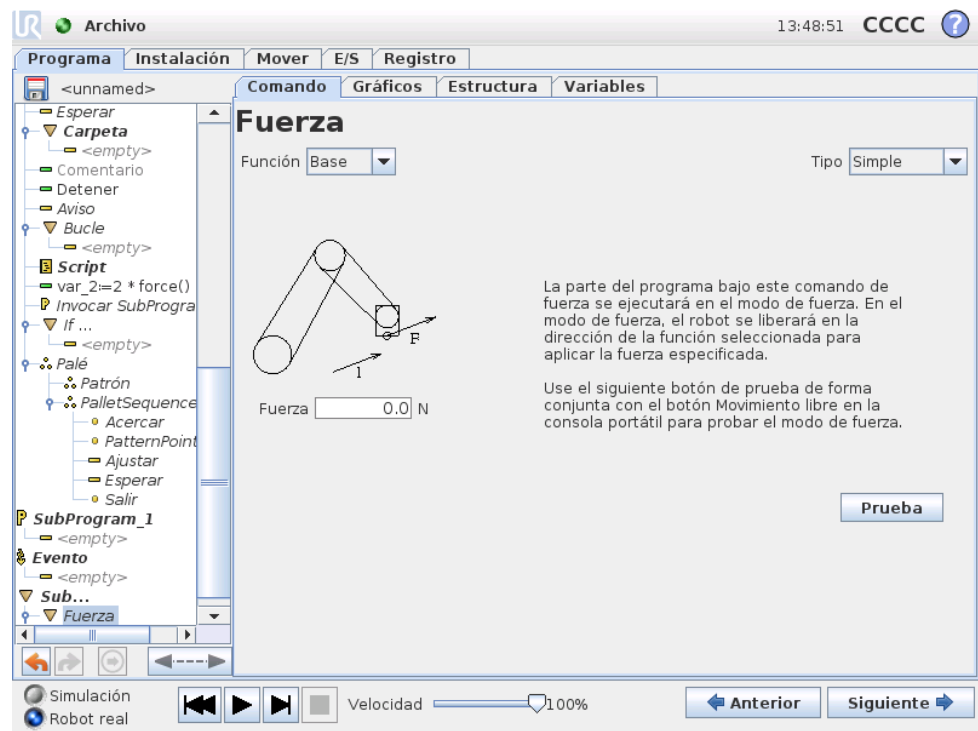 Archivo
13:48:51 CCCC ?
Programa Instalación Mover E/S Registro
<unnamed>
Comando Gráficos Estructura Variables
Esperar
Carpeta
<empty>
Comentario
Detener
Aviso
Bucle
<empty>
Script
var_2:=2 * force()
Invocar SubProgra
If ...
<empty>
Palé
Patrón
PalletSequence
Acercar
PatternPoint
Ajustar
Esperar
Salir
SubProgram_1
<empty>
Evento
<empty>
Sub...
Fuerza
Fuerza
Función Base
Tipo Simple
F
1
Fuerza 0.0 N
La parte del programa bajo este comando de
fuerza se ejecutará en el modo de fuerza. En el
modo de fuerza, el robot se liberará en la
dirección de la función seleccionada para
aplicar la fuerza especificada.
Use el siguiente botón de prueba de forma
conjunta con el botón Movimiento libre en la
consola portátil para probar el modo de fuerza.
Prueba
Simulación
Robot real
Velocidad 100%
Anterior
Siguiente